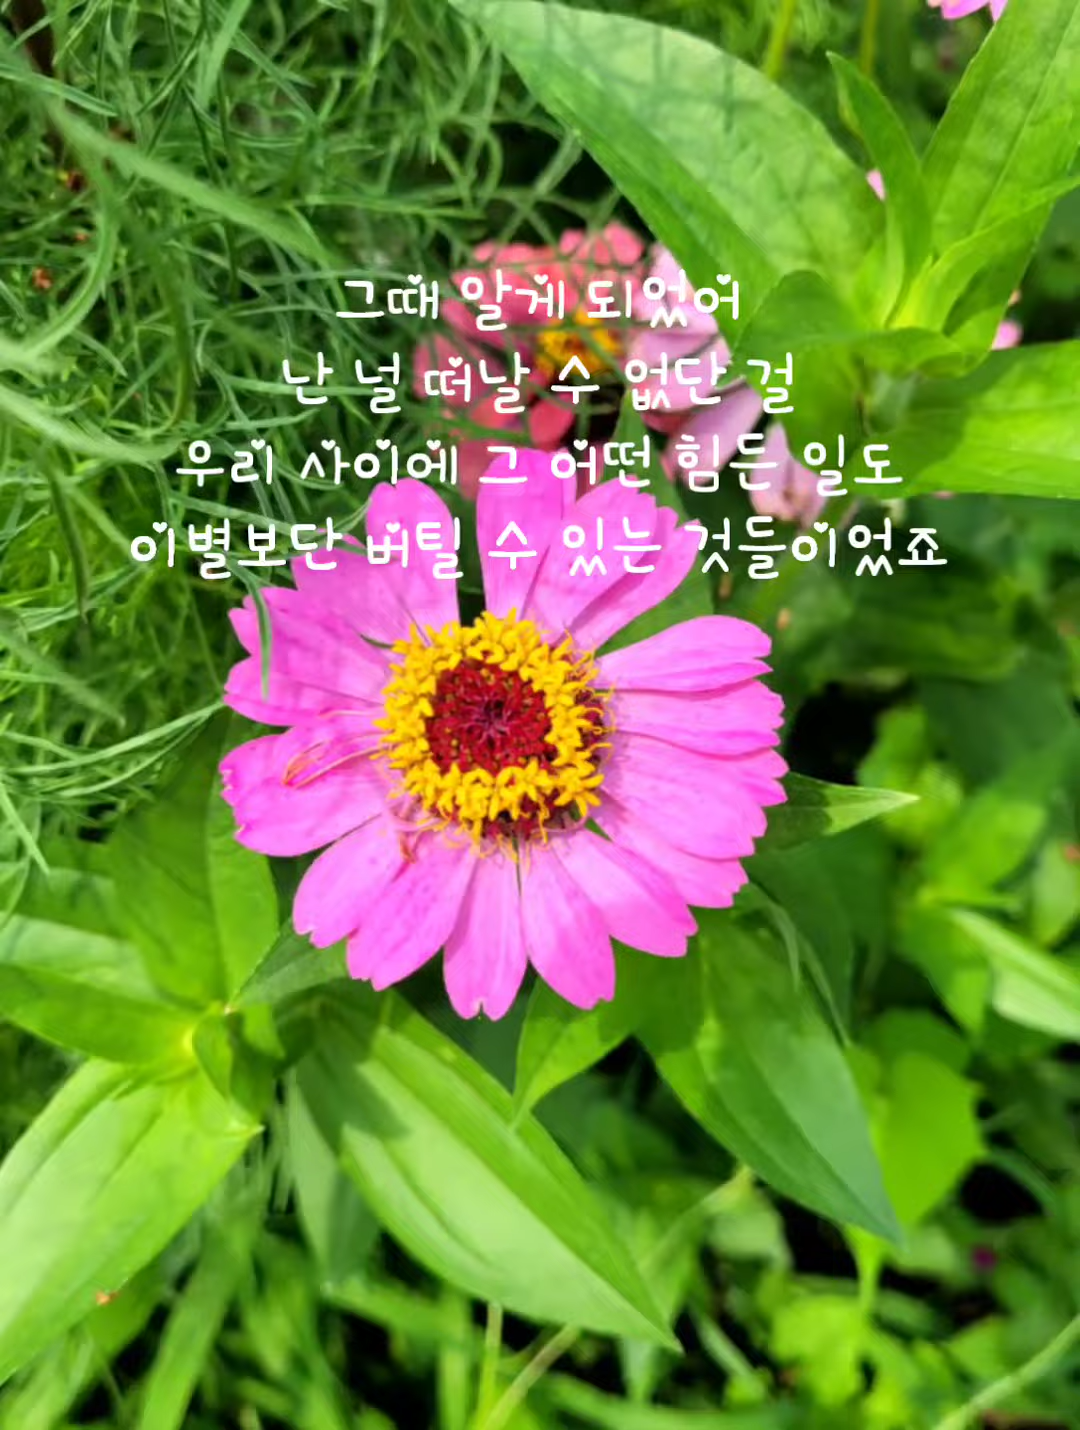 그때 알게 되었어
난 널 떠날 수 없단 걸
우리 사이에 그 어떤 힘든 일도
이별보단 버틸 수 있는 것들이었죠